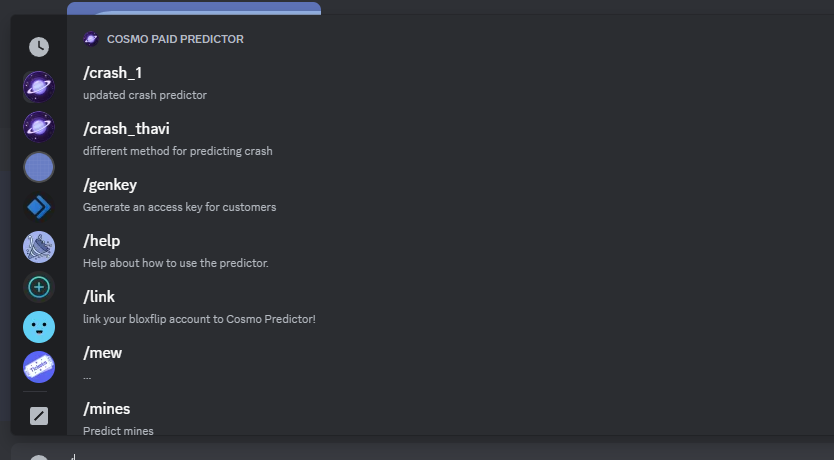 COSMO PAID PREDICTOR
/crash_1
updated crash predictor
/crash_thavi
different method for predicting crash
/genkey
Generate an access key for customers
/help
Help about how to use the predictor.
/link
link your bloxflip account to Cosmo Predictor!
/mew
...
/mines
Predict mines
/